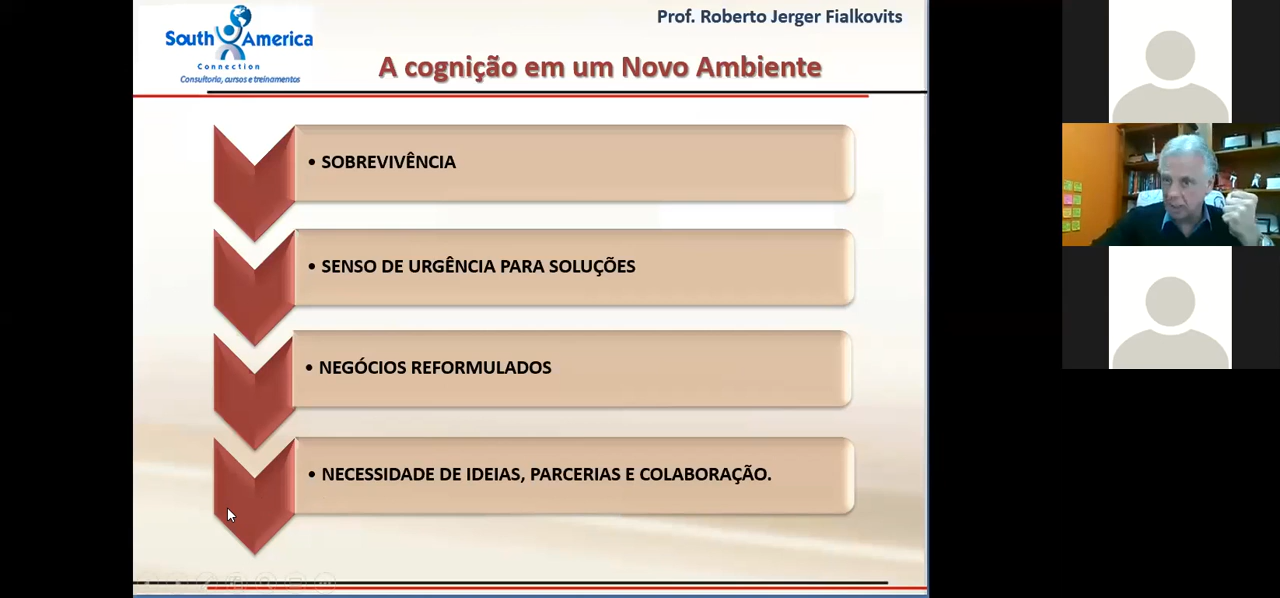 Prof. Roberto Jerger Fialkovits
South America
Connection
Consultoria, cursos e treinamentos
A cognição em um Novo Ambiente
• SOBREVIVÊNCIA
• SENSO DE URGÊNCIA PARA SOLUÇÕES
• NEGÓCIOS REFORMULADOS
• NECESSIDADE DE IDEIAS, PARCERIAS E COLABORAÇÃO.